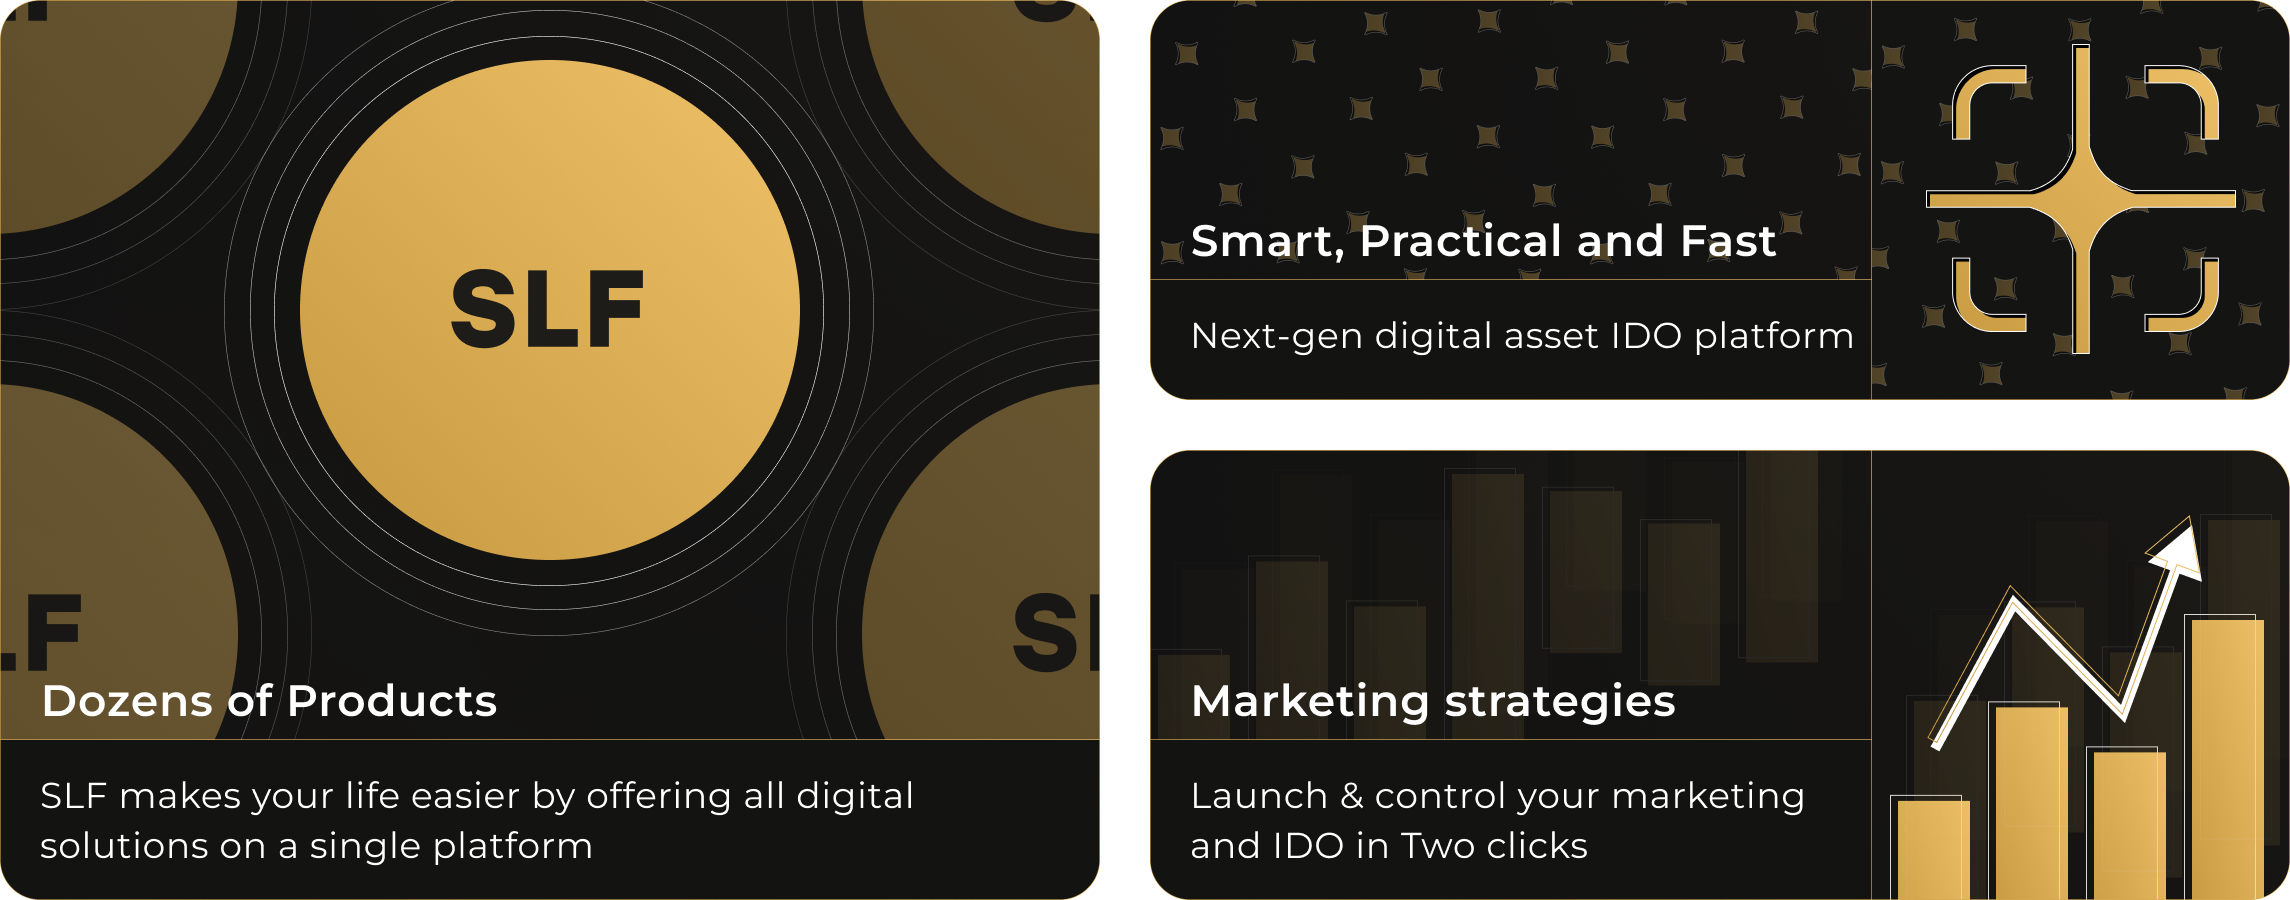 SLF
Dozens of Products
SLF makes your life easier by offering all digital
solutions on a single platform
Smart, Practical and Fast
Next-gen digital asset IDO platform
Marketing strategies
Launch & control your marketing
and IDO in Two clicks